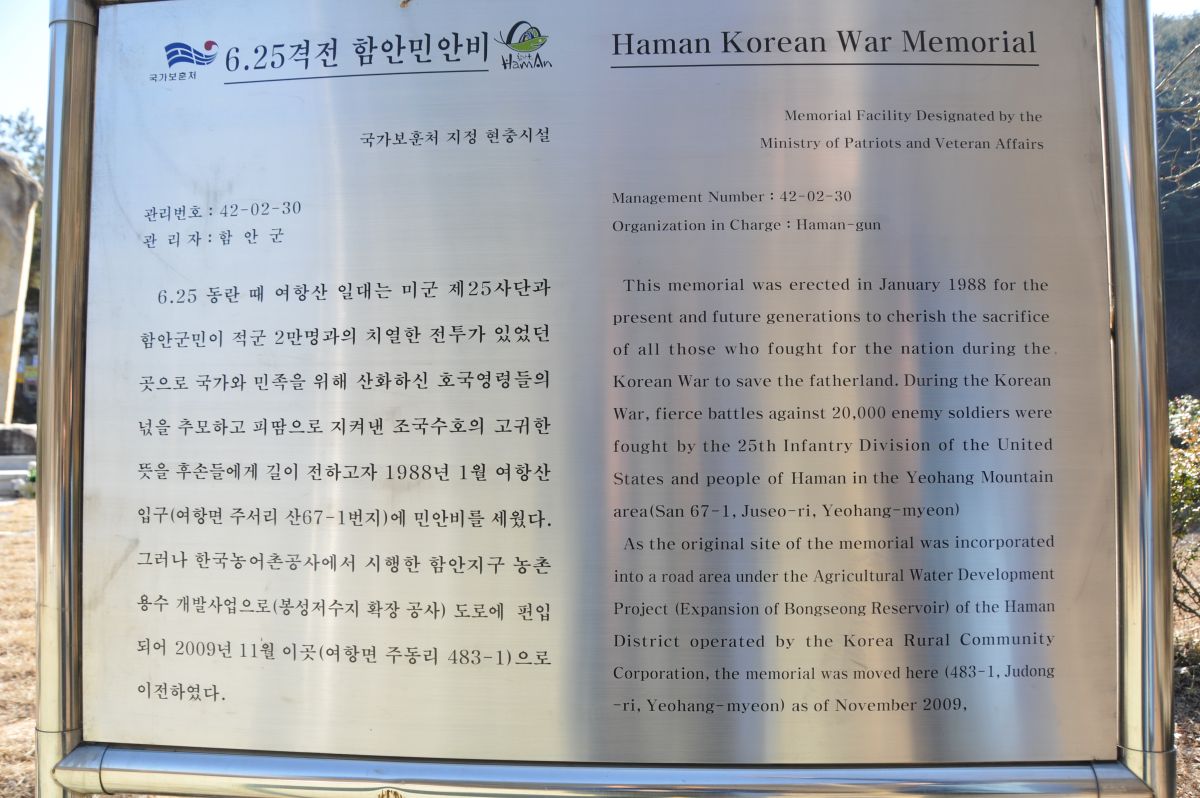 국가보훈처
6.25격전 함안민안비
HamAn
국가보훈처 지정 현충시설
관리번호 : 42-02-30
관 리 자 : 함 안 군
6.25 동란 때 여항산 일대는 미군 제25사단과
함안군민이 적군 2만명과의 치열한 전투가 있었던
곳으로 국가와 민족을 위해 산화하신 호국영령들의
넋을 추모하고 피땀으로 지켜낸 조국수호의 고귀한
뜻을 후손들에게 길이 전하고자 1988년 1월 여항산
입구(여항면 주서리 산67-1번지)에 민안비를 세웠다.
그러나 한국농어촌공사에서 시행한 함안지구 농촌
용수 개발사업으로(봉성저수지 확장 공사) 도로에 편입
되어 2009년 11월 이곳(여항면 주동리 483-1)으로
이전하였다.
Haman Korean War Memorial
Memorial Facility Designated by the
Ministry of Patriots and Veteran Affairs
Management Number : 42-02-30
Organization in Charge : Haman-gun
This memorial was erected in January 1988 for the
present and future generations to cherish the sacrifice
of all those who fought for the nation during the
Korean War to save the fatherland. During the Korean
War, fierce battles against 20,000 enemy soldiers were
fought by the 25th Infantry Division of the United
States and people of Haman in the Yeohang Mountain
area(San 67-1, Juseo-ri, Yeohang-myeon)
As the original site of the memorial was incorporated
into a road area under the Agricultural Water Development
Project (Expansion of Bongseong Reservoir) of the Haman
District operated by the Korea Rural Community
Corporation, the memorial was moved here (483-1, Judong
-ri, Yeohang-myeon) as of November 2009,